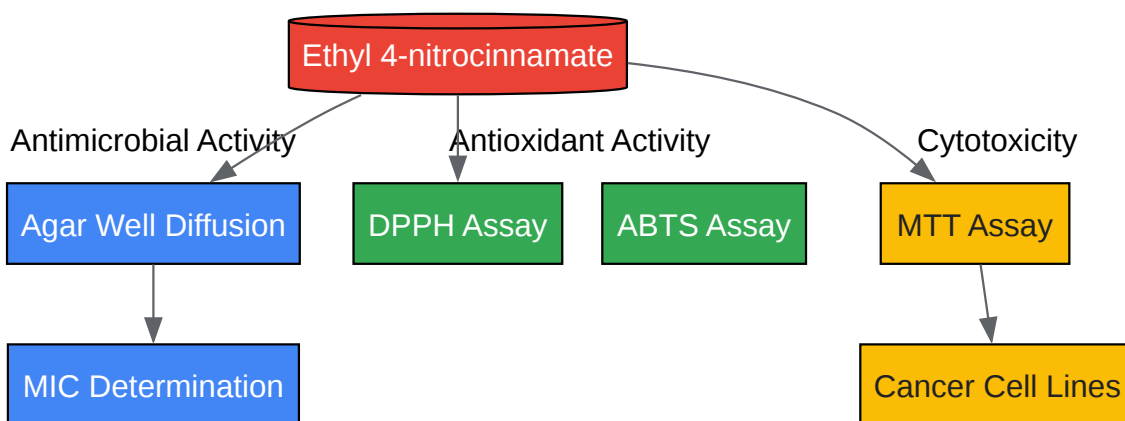 Ethyl 4-nitrocinnamate
Antimicrobial Activity
Antioxidant Activity
Cytotoxicity
Agar Well Diffusion
DPPH Assay
ABTS Assay
MTT Assay
MIC Determination
Cancer Cell Lines